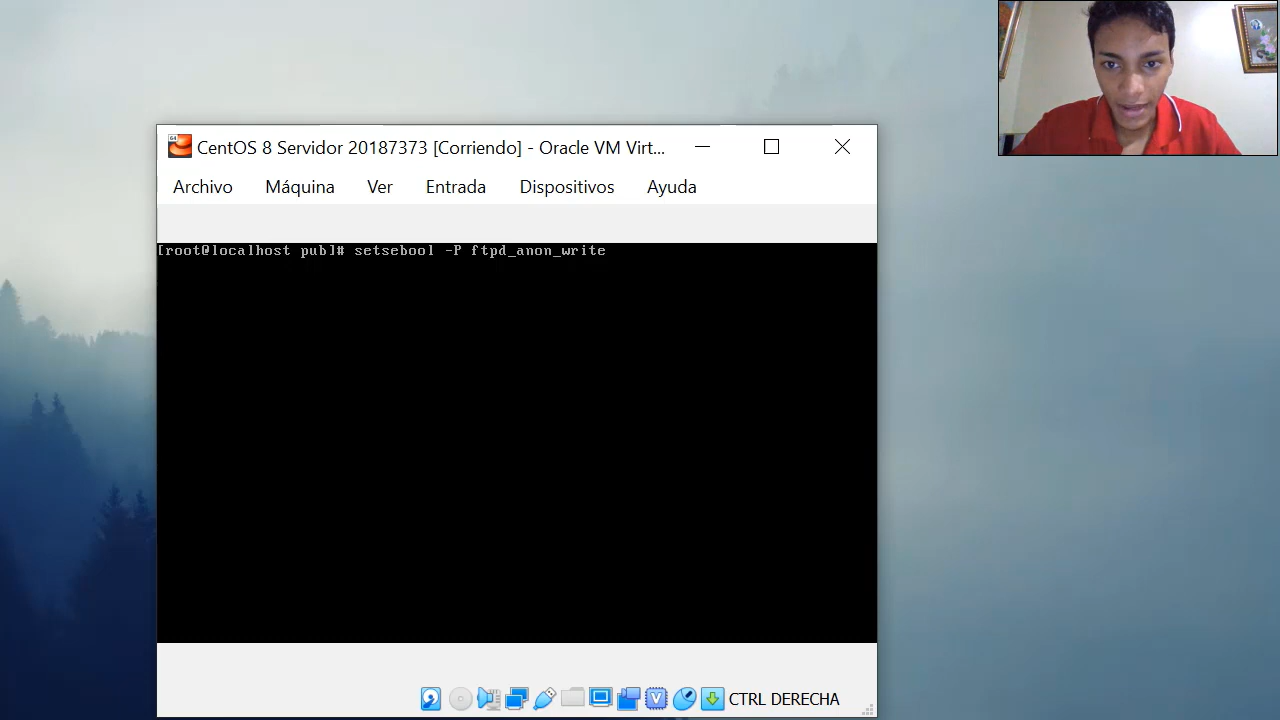 64
CentOS 8 Servidor 20187373 [Corriendo] - Oracle VM Virt...
Archivo Máquina Ver Entrada Dispositivos Ayuda
[root@localhost pub]# setsebool -P ftpd_anon_write
V
CTRL DERECHA